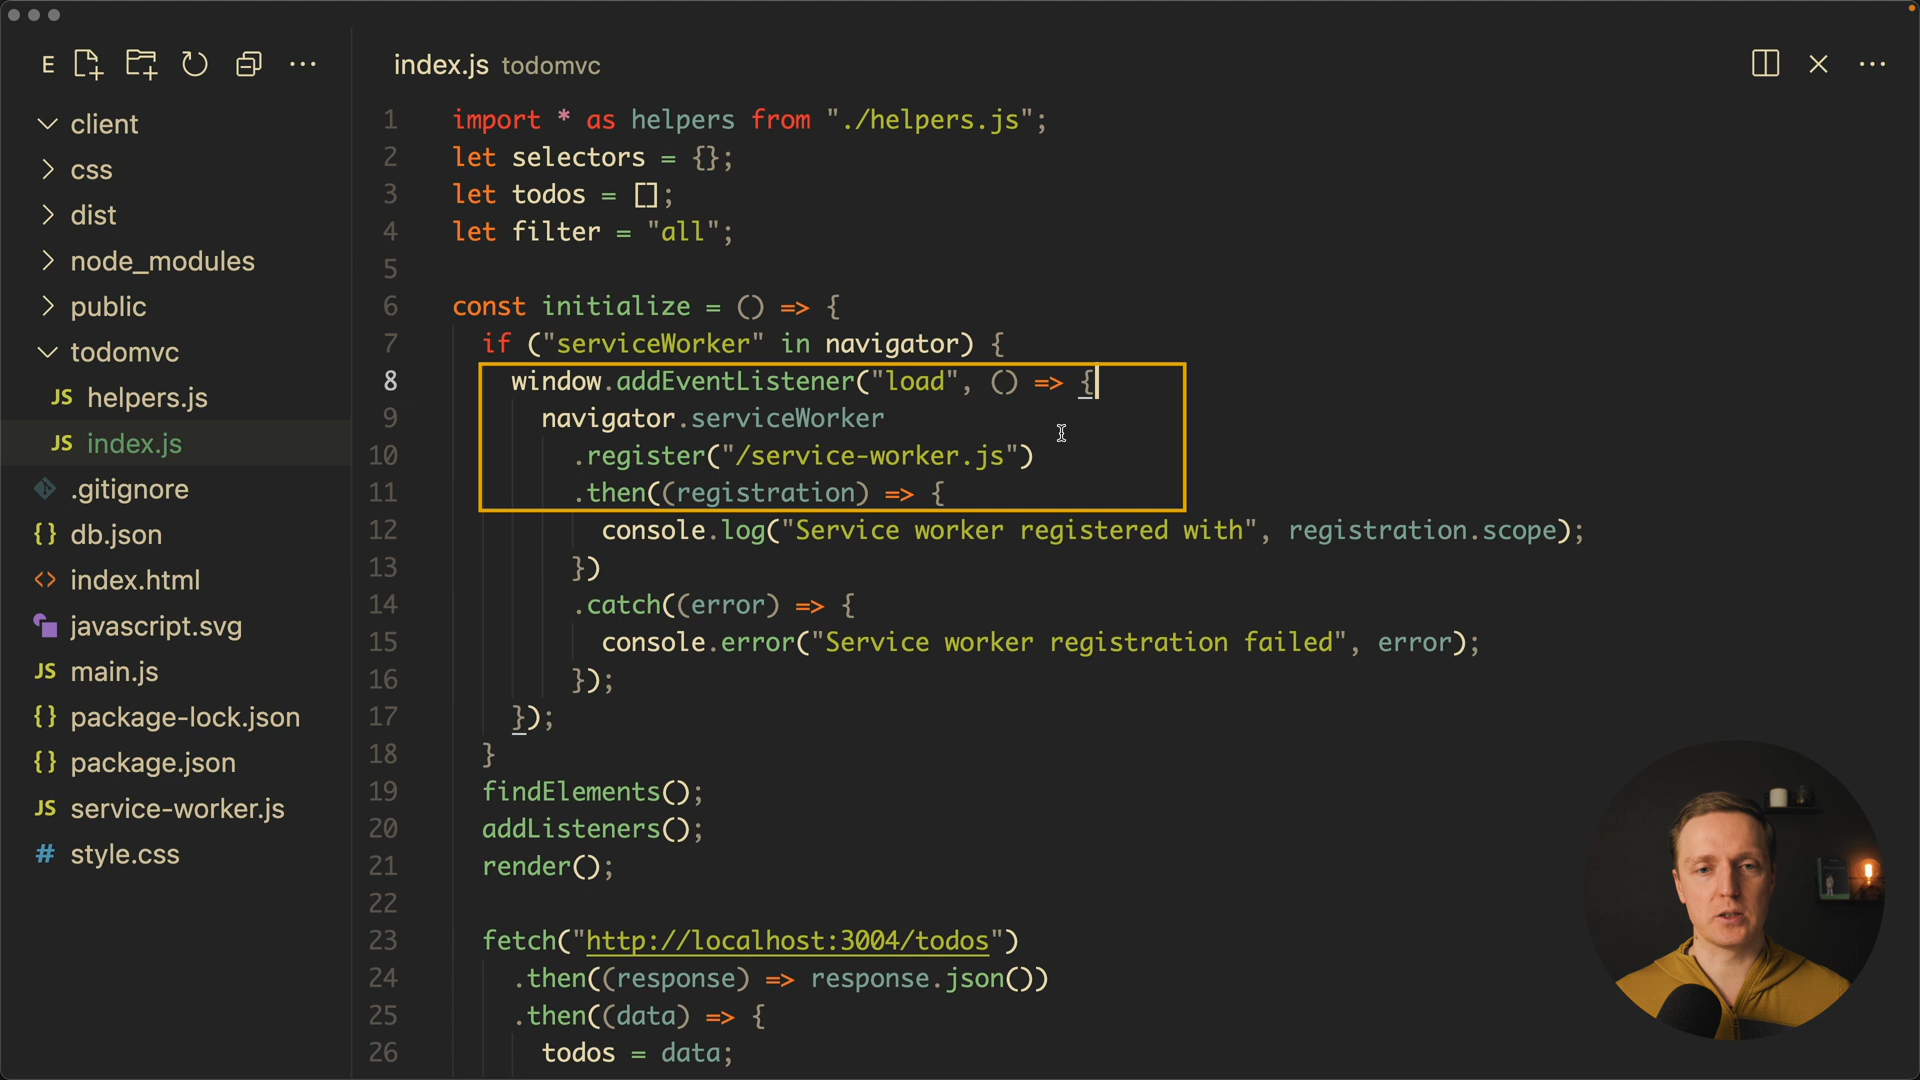 E
index.js todomvc
client
css
dist
node_modules
public
todomvc
JS helpers.js
JS index.js
.gitignore
{} db.json
<> index.html
javascript.svg
JS main.js
{} package-lock.json
{} package.json
JS service-worker.js
# style.css
1 import * as helpers from "./helpers.js";
2 let selectors = {};
3 let todos = [];
4 let filter = "all";
5
6 const initialize = () => {
7 if ("serviceWorker" in navigator) {
8 window.addEventListener("load", () => {
9 navigator.serviceWorker
10 .register("/service-worker.js")
11 .then((registration) => {
12 console.log("Service worker registered with", registration.scope);
13 })
14 .catch((error) => {
15 console.error("Service worker registration failed", error);
16 });
17 });
18 }
19 findElements();
20 addListeners();
21 render();
22
23 fetch("http://localhost:3004/todos")
24 .then((response) => response.json())
25 .then((data) => {
26 todos = data;